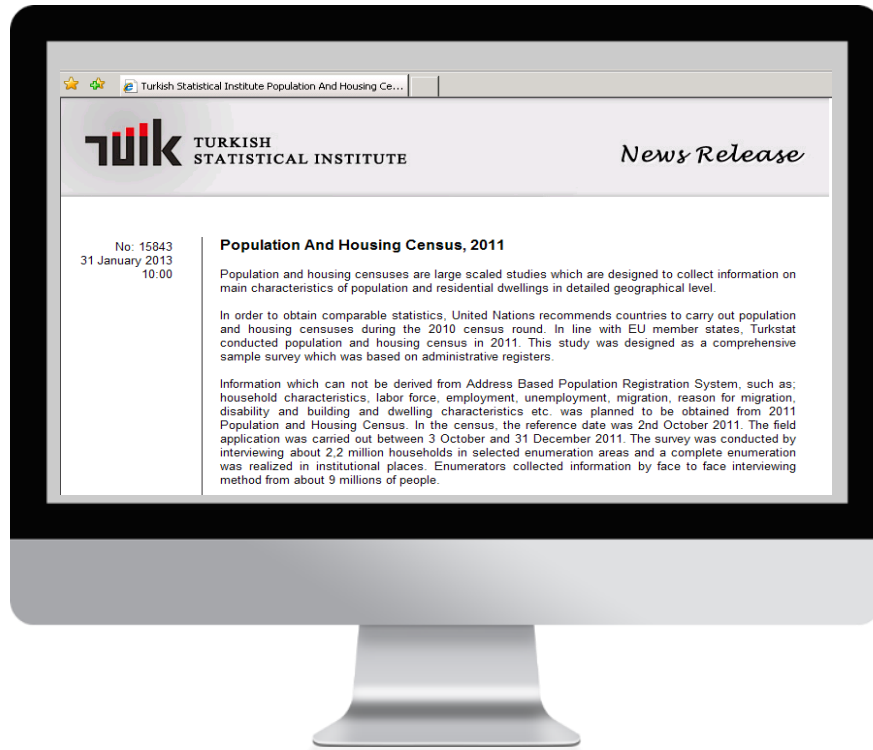 Turkish Statistical Institute Population And Housing Ce...
TUIK
TURKISH
STATISTICAL INSTITUTE
News Release
No: 15843
31 January 2013
10:00
Population And Housing Census, 2011
Population and housing censuses are large scaled studies which are designed to collect information on
main characteristics of population and residential dwellings in detailed geographical level.
In order to obtain comparable statistics, United Nations recommends countries to carry out population
and housing censuses during the 2010 census round. In line with EU member states, Turkstat
conducted population and housing census in 2011. This study was designed as a comprehensive
sample survey which was based on administrative registers.
Information which can not be derived from Address Based Population Registration System, such as;
household characteristics, labor force, employment, unemployment, migration, reason for migration,
disability and building and dwelling characteristics etc. was planned to be obtained from 2011
Population and Housing Census. In the census, the reference date was 2nd October 2011. The field
application was carried out between 3 October and 31 December 2011. The survey was conducted by
interviewing about 2,2 million households in selected enumeration areas and a complete enumeration
was realized in institutional places. Enumerators collected information by face to face interviewing
method from about 9 millions of people.